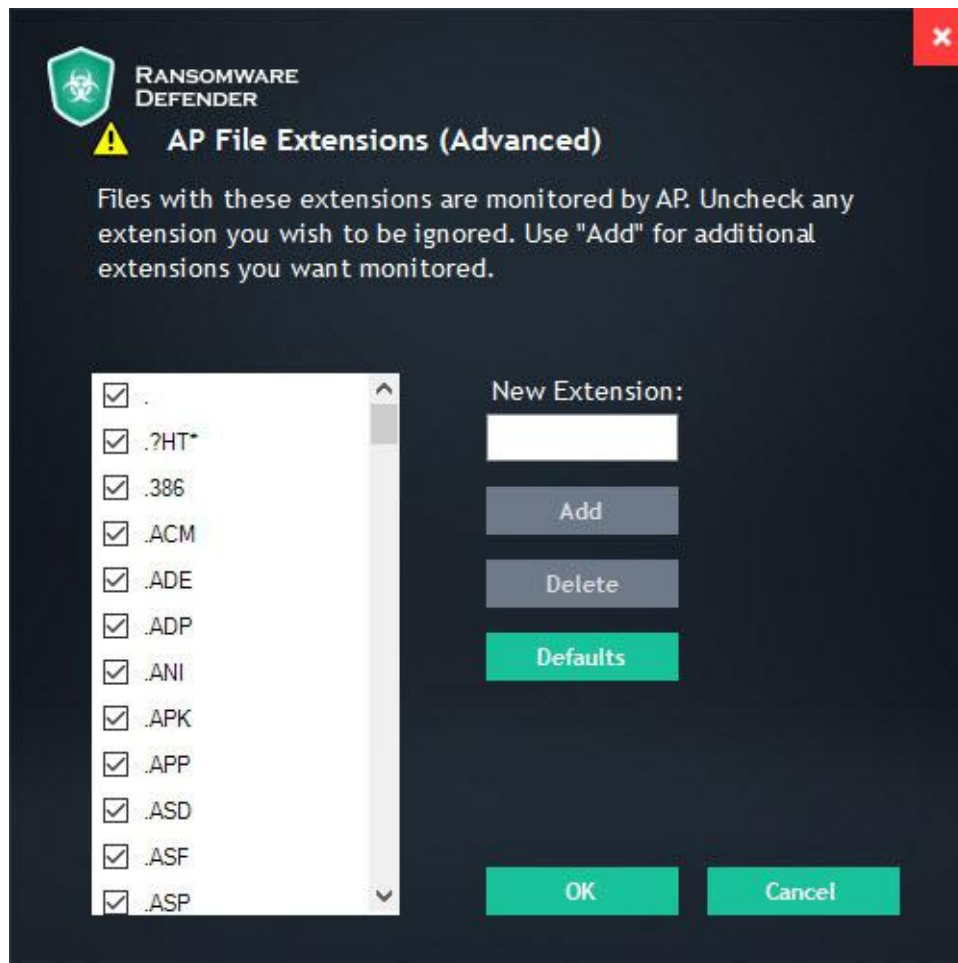 RANSOMWARE
DEFENDER
AP File Extensions (Advanced)
Files with these extensions are monitored by AP. Uncheck any
extension you wish to be ignored. Use "Add" for additional
extensions you want monitored.
.
.?HT*
.386
.ACM
.ADE
.ADP
.ANI
.APK
.APP
.ASD
.ASF
.ASP
New Extension:
Add
Delete
Defaults
OK
Cancel